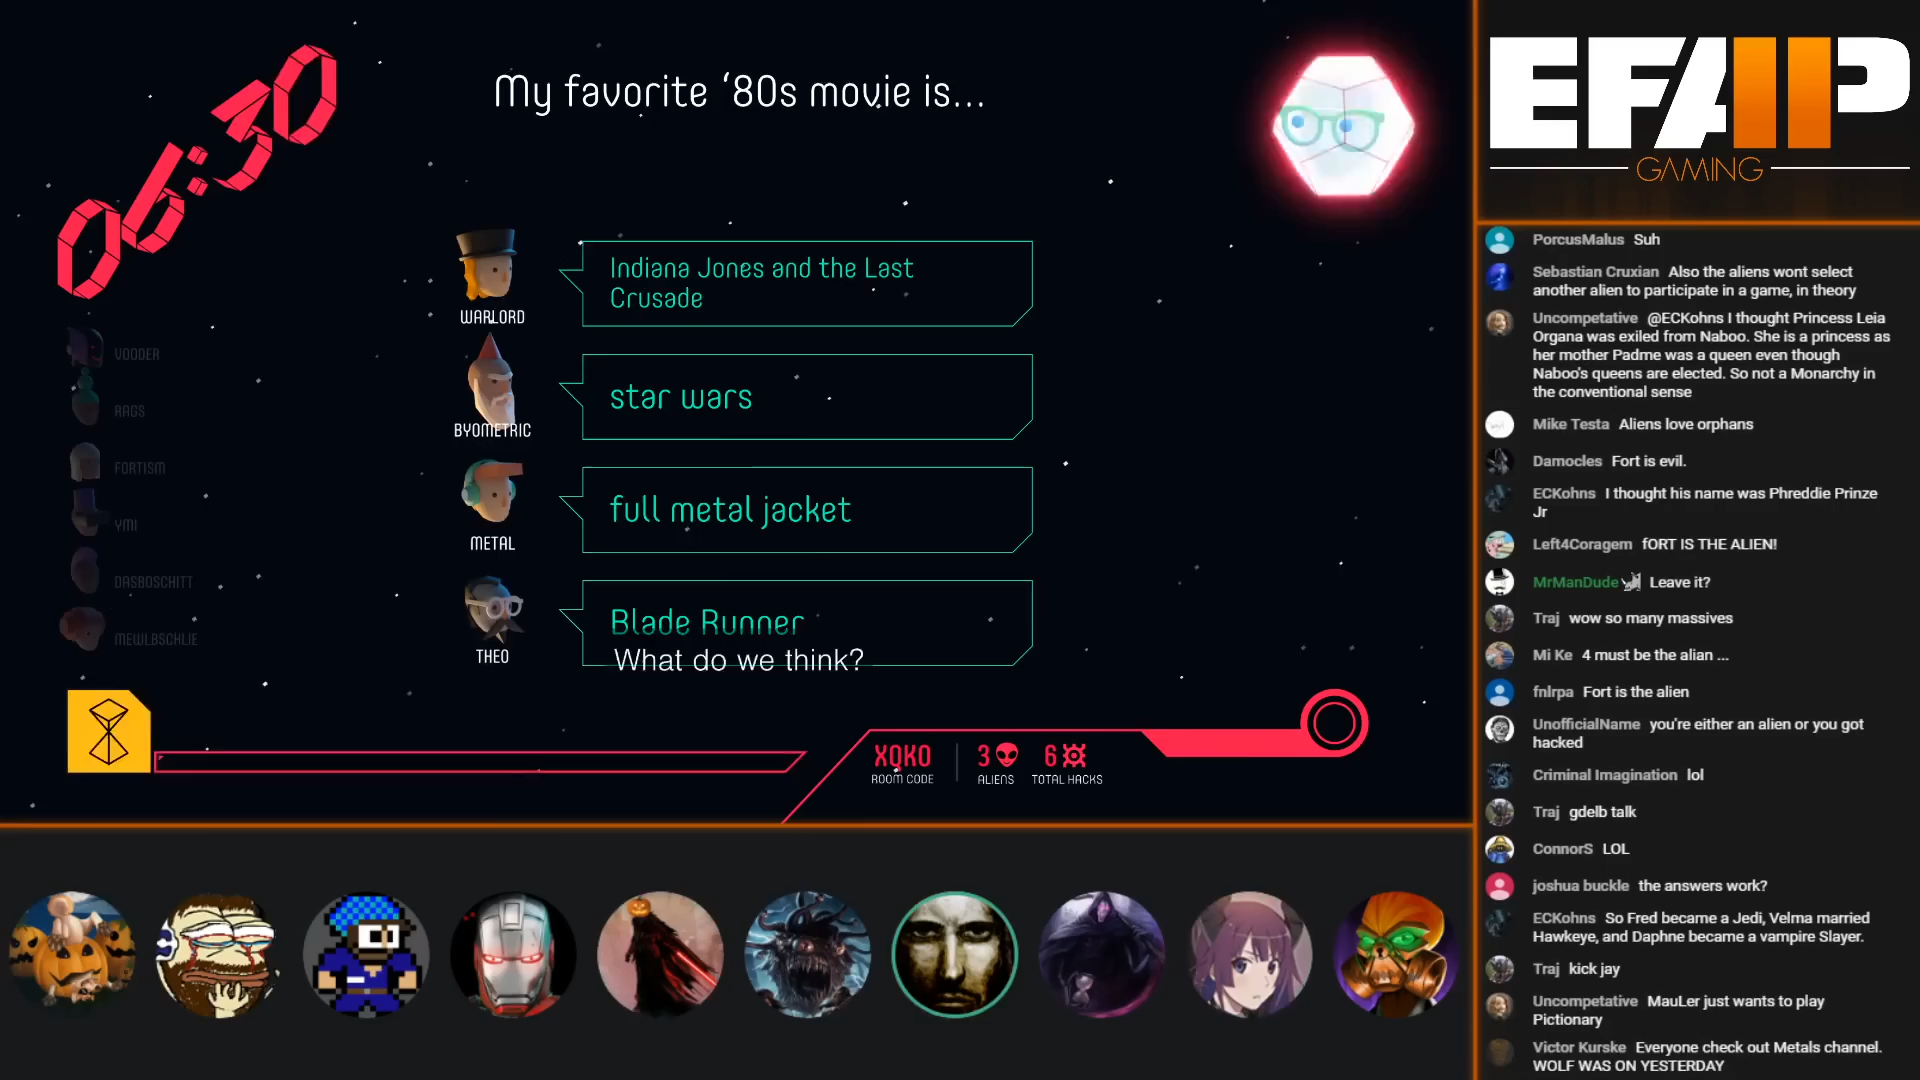 06:30
My favorite ‘80s movie is...
WARLORD
Indiana Jones and the Last
Crusade
BYOMETRIC
star wars
METAL
full metal jacket
THEO
Blade Runner
What do we think?
VOODER
RAGS
FORTISM
YMI
DASBOSCHITT
MEWLBSCHLIE
XQKO
ROOM CODE
3
ALIENS
6
TOTAL HACKS
EFAP
GAMING
PorcusMalus Suh
Sebastian Cruxian Also the aliens wont select
another alien to participate in a game, in theory
Uncompetative @ECKohns I thought Princess Leia
Organa was exiled from Naboo. She is a princess as
her mother Padme was a queen even though
Naboo's queens are elected. So not a Monarchy in
the conventional sense
Mike Testa Aliens love orphans
Damocles Fort is evil.
ECKohns I thought his name was Phreddie Prinze
Jr
Left4Coragem fORT IS THE ALIEN!
MrManDude Leave it?
Traj wow so many massives
Mi Ke 4 must be the alian ...
fnlrpa Fort is the alien
UnofficialName you're either an alien or you got
hacked
Criminal Imagination lol
Traj gdelb talk
ConnorS LOL
joshua buckle the answers work?
ECKohns So Fred became a Jedi, Velma married
Hawkeye, and Daphne became a vampire Slayer.
Traj kick jay
Uncompetative MauLer just wants to play
Pictionary
Victor Kurske Everyone check out Metals channel.
WOLF WAS ON YESTERDAY